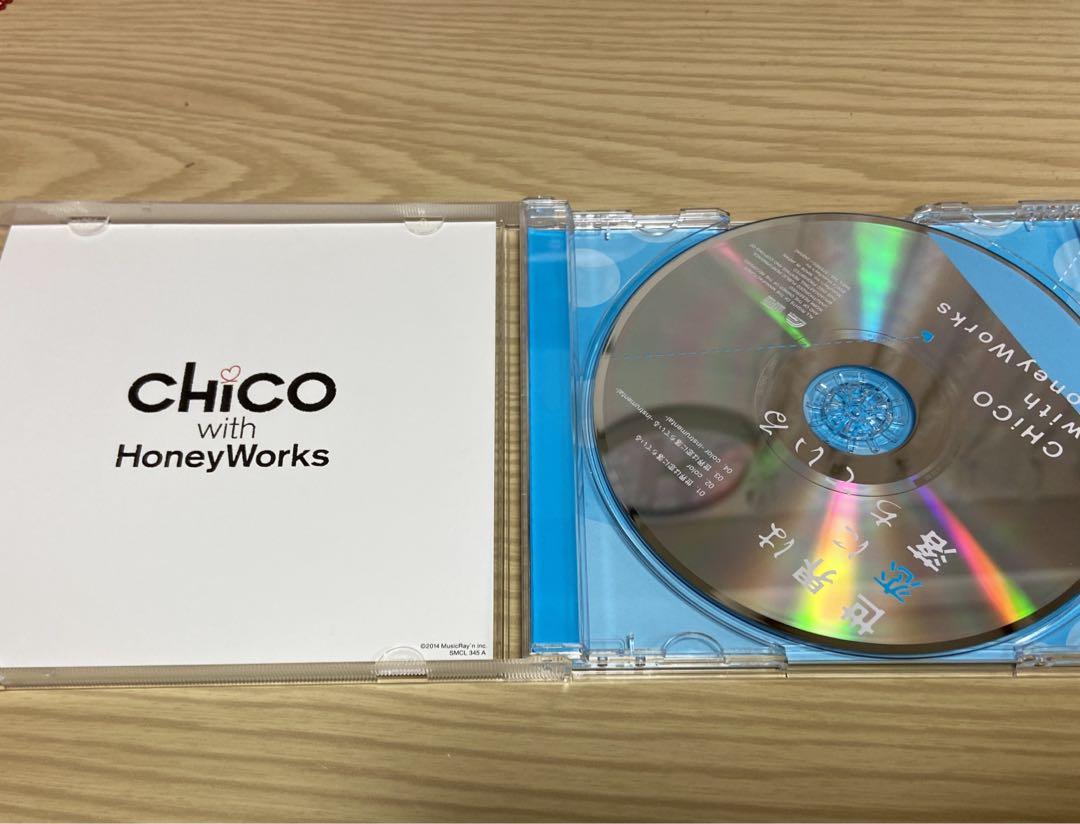 CHiCO
with
HoneyWorks
©2014 MusicRay'n inc.
SMCL 345 A
CHiCO
with
HoneyWorks
世界は
恋に
落ちている
01. 世界は恋に落ちている
02. color
03. 世界は恋に落ちている -instrumental-
04. color -instrumental-